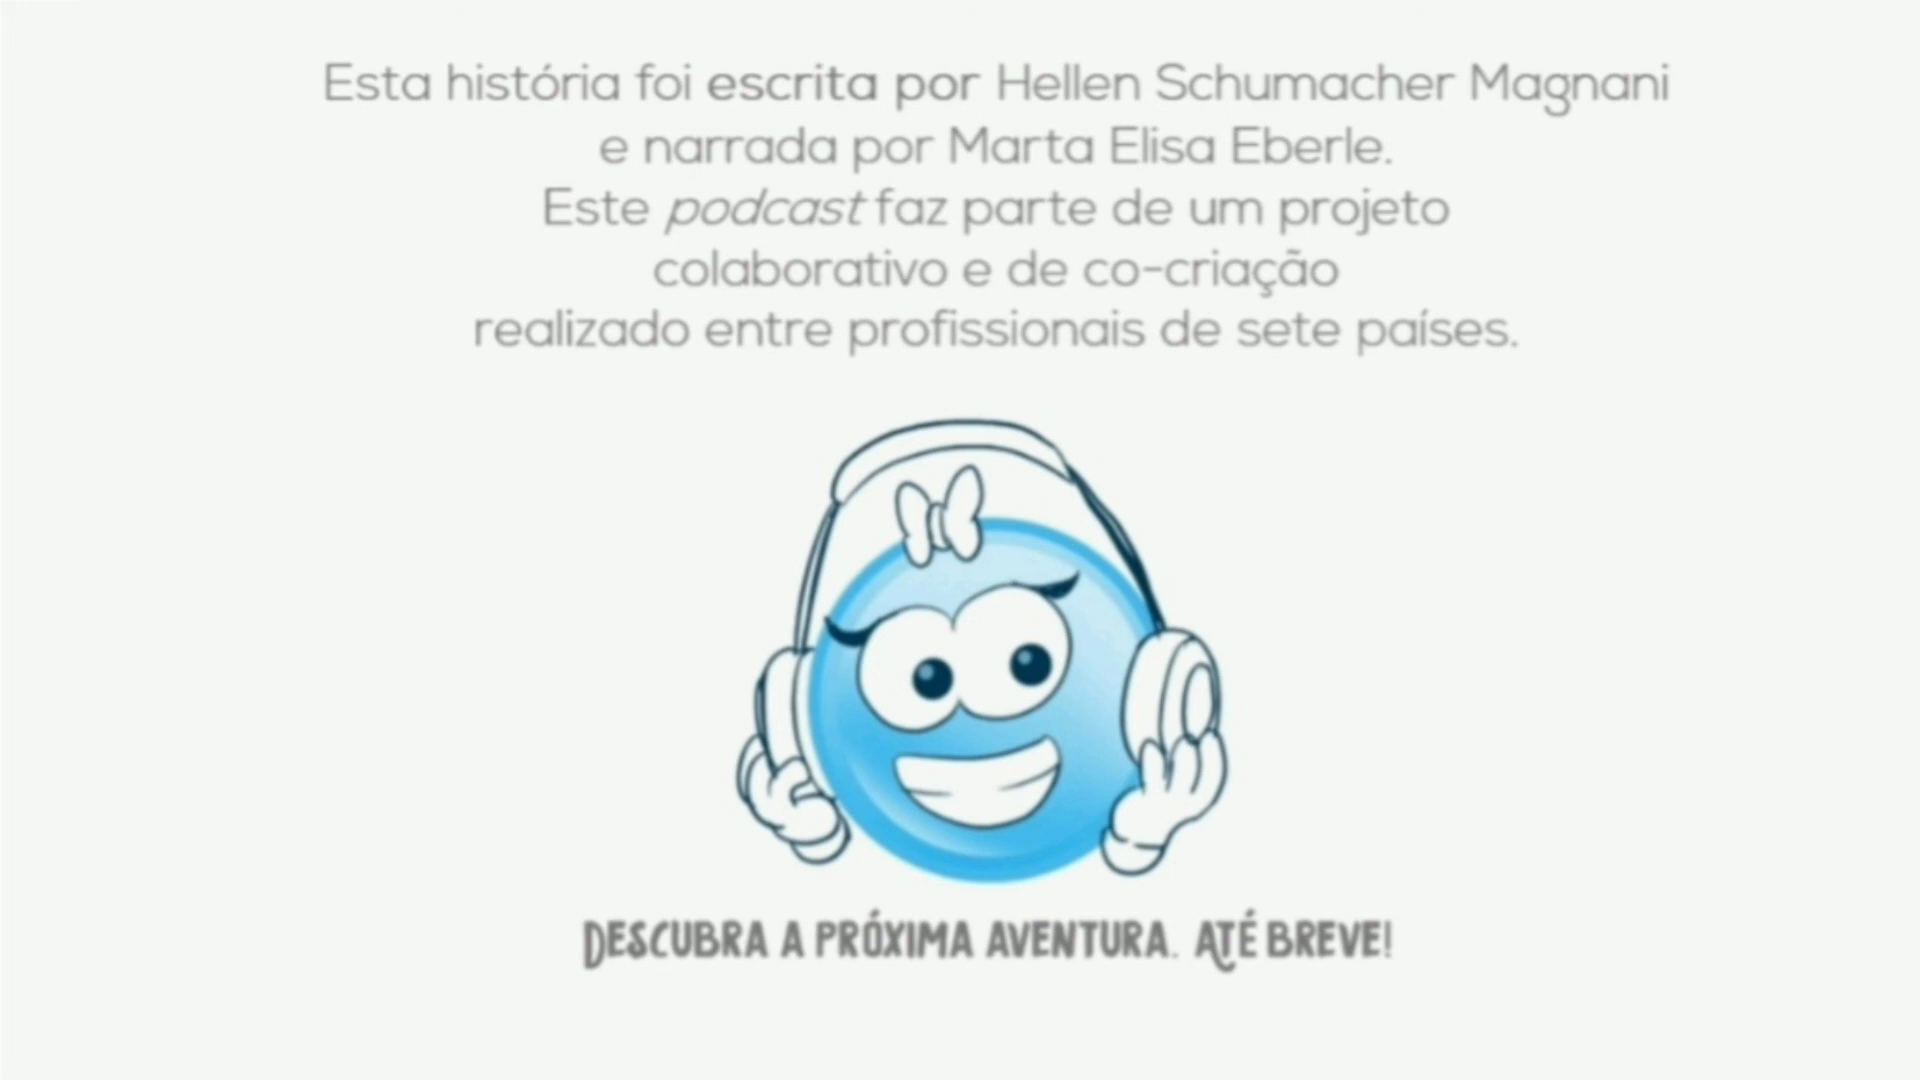 Esta história foi escrita por Hellen Schumacher Magnani
e narrada por Marta Elisa Eberle.
Este podcast faz parte de um projeto
colaborativo e de co-criação
realizado entre profissionais de sete países.
DESCUBRA A PRÓXIMA AVENTURA. ATÉ BREVE!